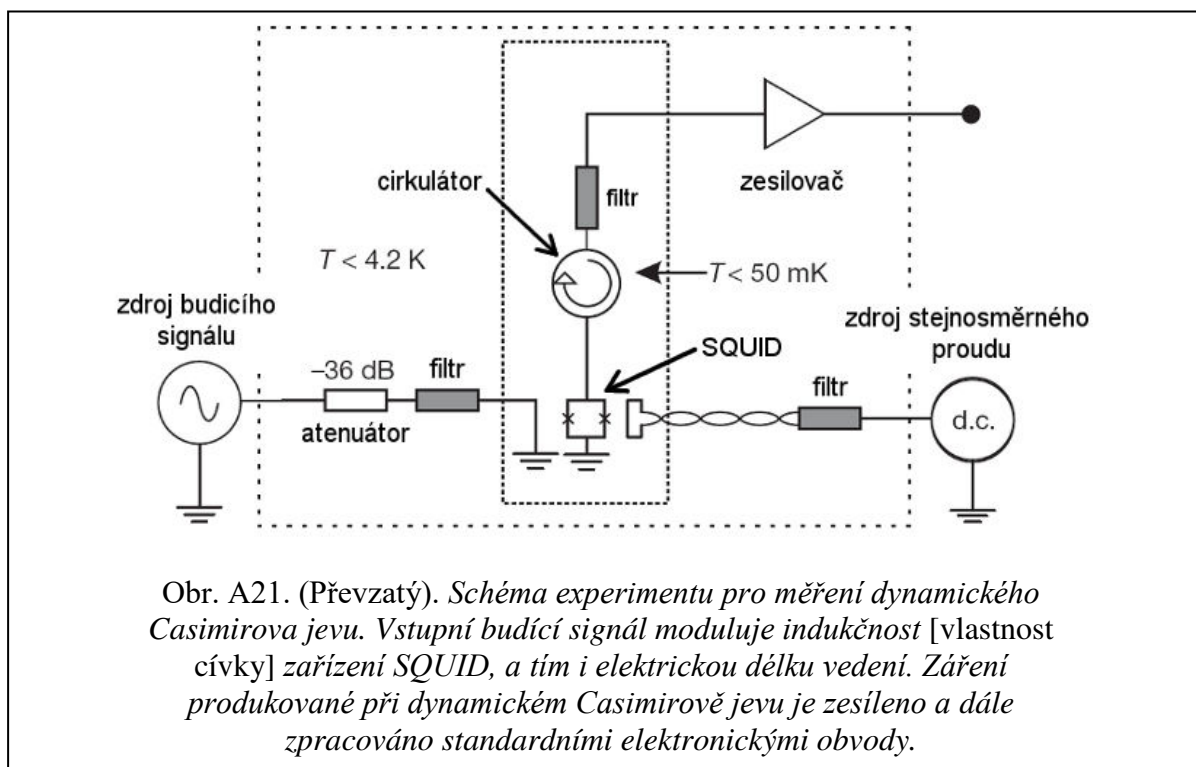 cirkulátor
filtr
zesilovač
T < 4.2 K
T < 50 mK
zdroj budicího
signálu
zdroj stejnosměrného
proudu
SQUID
–36 dB
filtr
atenuátor
filtr
d.c.
Obr. A21. (Převzatý). Schéma experimentu pro měření dynamického
Casimirova jevu. Vstupní budící signál moduluje indukčnost [vlastnost
cívky] zařízení SQUID, a tím i elektrickou délku vedení. Záření
produkované při dynamickém Casimirově jevu je zesíleno a dále
zpracováno standardními elektronickými obvody.